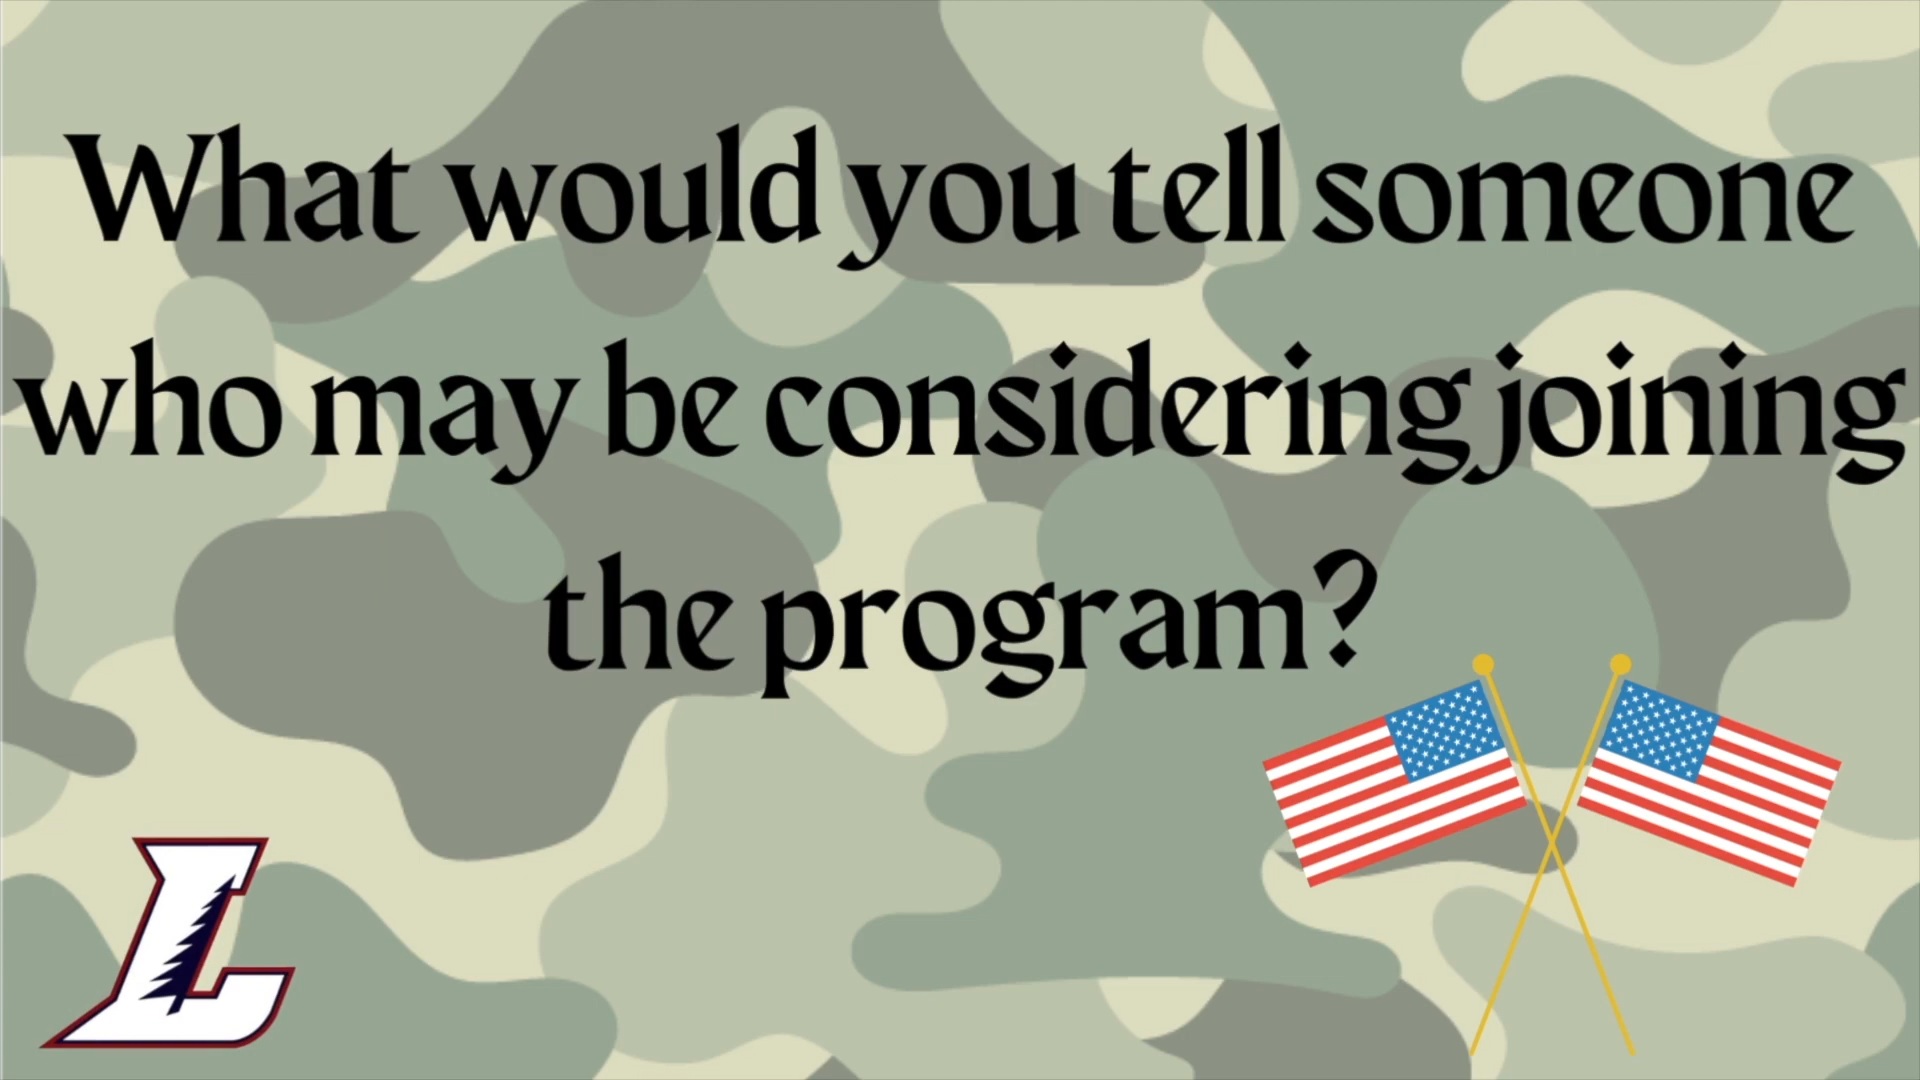 What would you tell someone
who may be considering joining
the program?
L